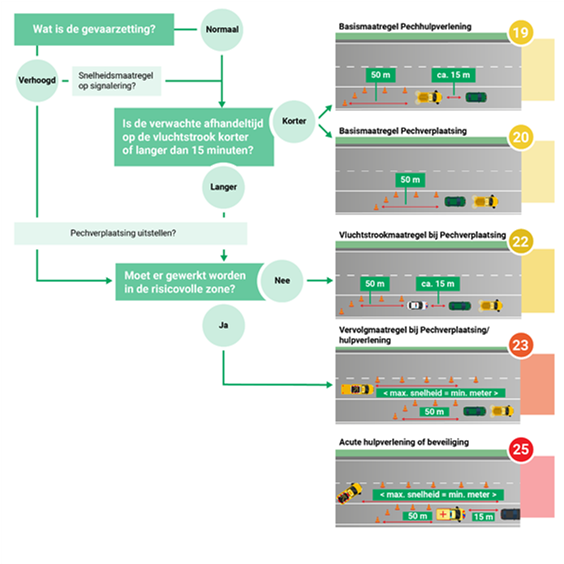 Wat is de gevaarzetting?
Normaal
Verhoogd
Snelheidsmaatregel
op signalering?
Is de verwachte afhandeltijd
op de vluchtstrook korter
of langer dan 15 minuten?
Korter
Langer
Pechverplaatsing uitstellen?
Moet er gewerkt worden
in de risicovolle zone?
Nee
Ja
Basismaatregel Pechhulpverlening
19
50 m
ca. 15 m
Basismaatregel Pechverplaatsing
20
50 m
Vluchtstrookmaatregel bij Pechverplaatsing
22
50 m
ca. 15 m
Vervolgmaatregel bij Pechverplaatsing/
hulpverlening
23
< max. snelheid = min. meter >
50 m
Acute hulpverlening of beveiliging
25
< max. snelheid = min. meter >
50 m
15 m